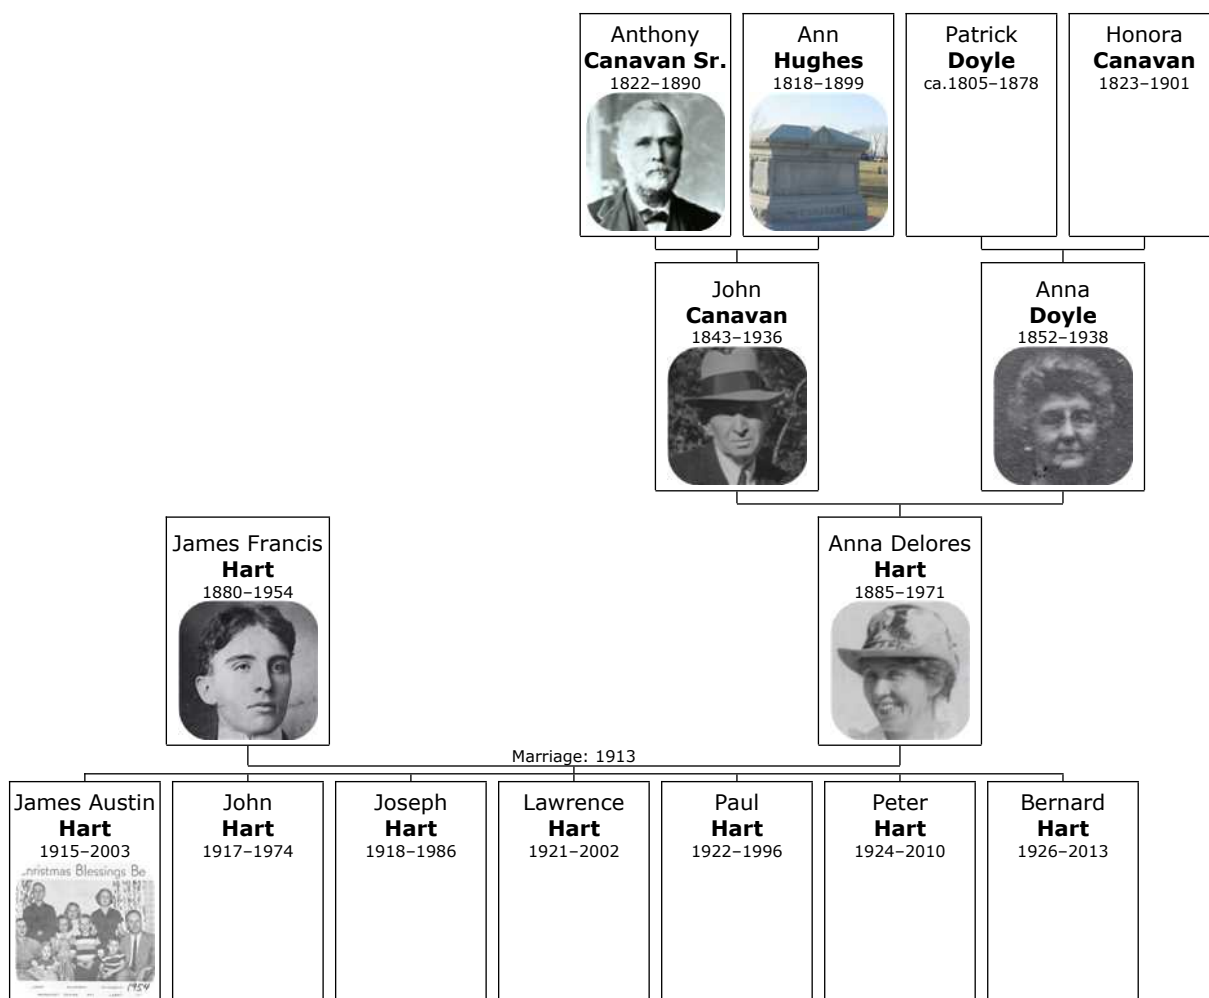 Anthony
Canavan Sr.
1822–1890
Ann
Hughes
1818–1899
Patrick
Doyle
ca.1805–1878
Honora
Canavan
1823–1901
John
Canavan
1843–1936
Anna
Doyle
1852–1938
James Francis
Hart
1880–1954
Anna Delores
Hart
1885–1971
Marriage: 1913
James Austin
Hart
1915–2003
hristmas Blessings Be
1954
John
Hart
1917–1974
Joseph
Hart
1918–1986
Lawrence
Hart
1921–2002
Paul
Hart
1922–1996
Peter
Hart
1924–2010
Bernard
Hart
1926–2013